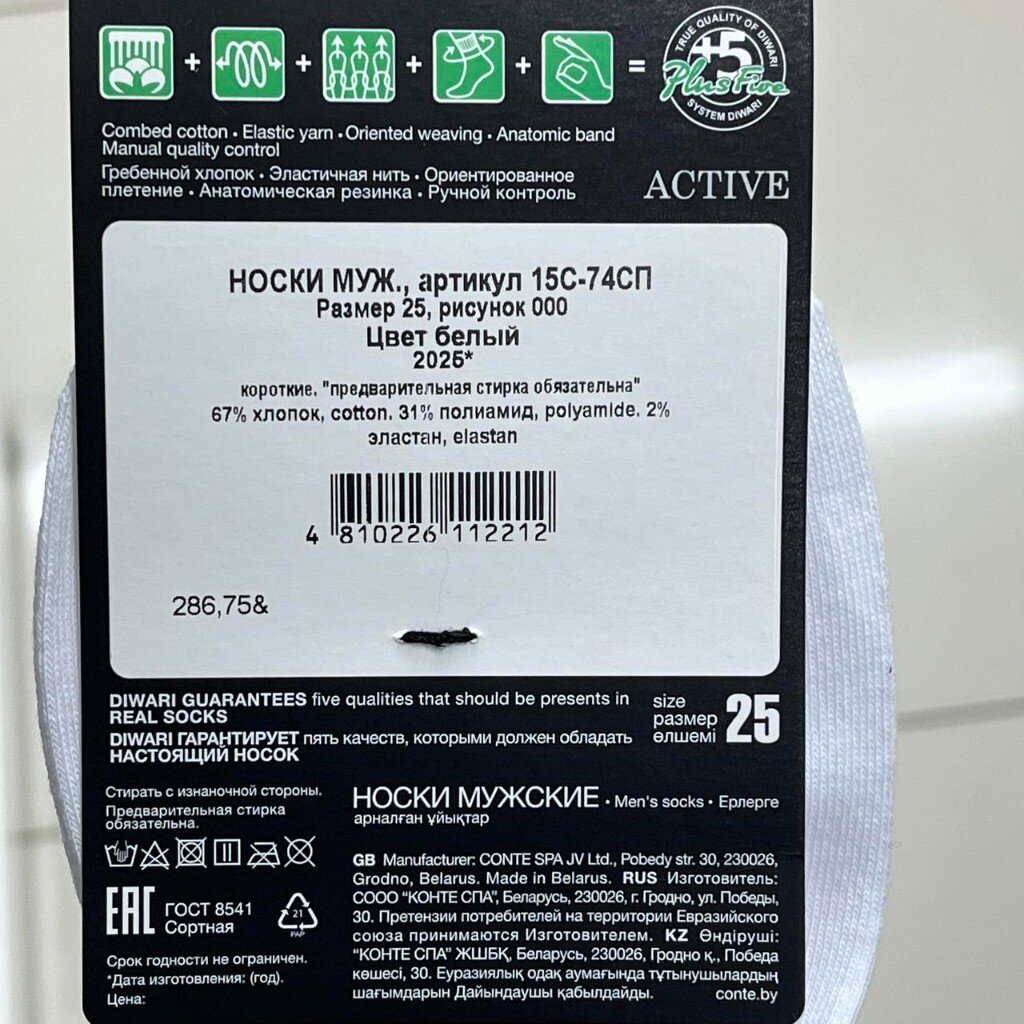 TRUE QUALITY OF DIWARI
+5
Plus Five
SYSTEM DIWARI
+ + + + =
Combed cotton • Elastic yarn • Oriented weaving • Anatomic band
Manual quality control
Гребенной хлопок • Эластичная нить • Ориентированное
плетение • Анатомическая резинка • Ручной контроль
ACTIVE
НОСКИ МУЖ., артикул 15С-74СП
Размер 25, рисунок 000
Цвет белый
2025*
короткие. "предварительная стирка обязательна"
67% хлопок, cotton. 31% полиамид, polyamide. 2%
эластан, elastan
4 810226 112212
286,75&
DIWARI GUARANTEES five qualities that should be presents in
REAL SOCKS
DIWARI ГАРАНТИРУЕТ пять качеств, которыми должен обладать
НАСТОЯЩИЙ НОСОК
size
размер
өлшемі
25
Стирать с изнаночной стороны.
Предварительная стирка
обязательна.
EAC
ГОСТ 8541
Сортная
21
PAP
Срок годности не ограничен.
*Дата изготовления: (год).
Цена:
НОСКИ МУЖСКИЕ • Men's socks • Ерлерге
арналған ұйықтар
GB Manufacturer: CONTE SPA JV Ltd., Pobedy str. 30, 230026,
Grodno, Belarus. Made in Belarus. RUS Изготовитель:
СООО "КОНТЕ СПА", Беларусь, 230026, г. Гродно, ул. Победы,
30. Претензии потребителей на территории Евразийского
союза принимаются Изготовителем. KZ Өндіруші:
"КОНТЕ СПА" ЖШБҚ, Беларусь, 230026, Гродно қ., Победа
көшесі, 30. Еуразиялық одақ аумағында тұтынушылардың
шағымдарын Дайындаушы қабылдайды.
conte.by